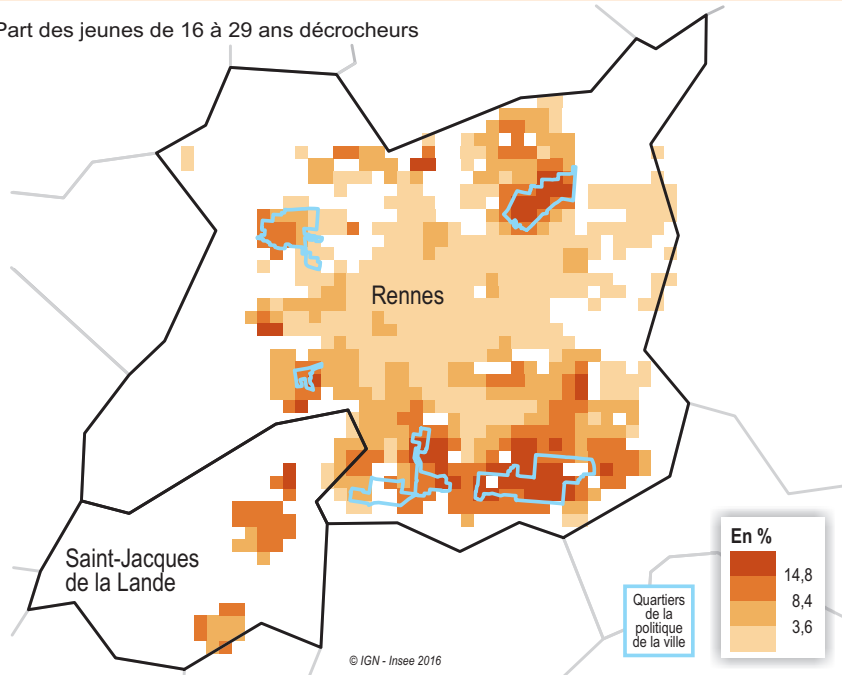 Part des jeunes de 16 à 29 ans décrocheurs
Rennes
Saint-Jacques
de la Lande
Quartiers
de la
politique
de la ville
En %
14,8
8,4
3,6
© IGN - Insee 2016